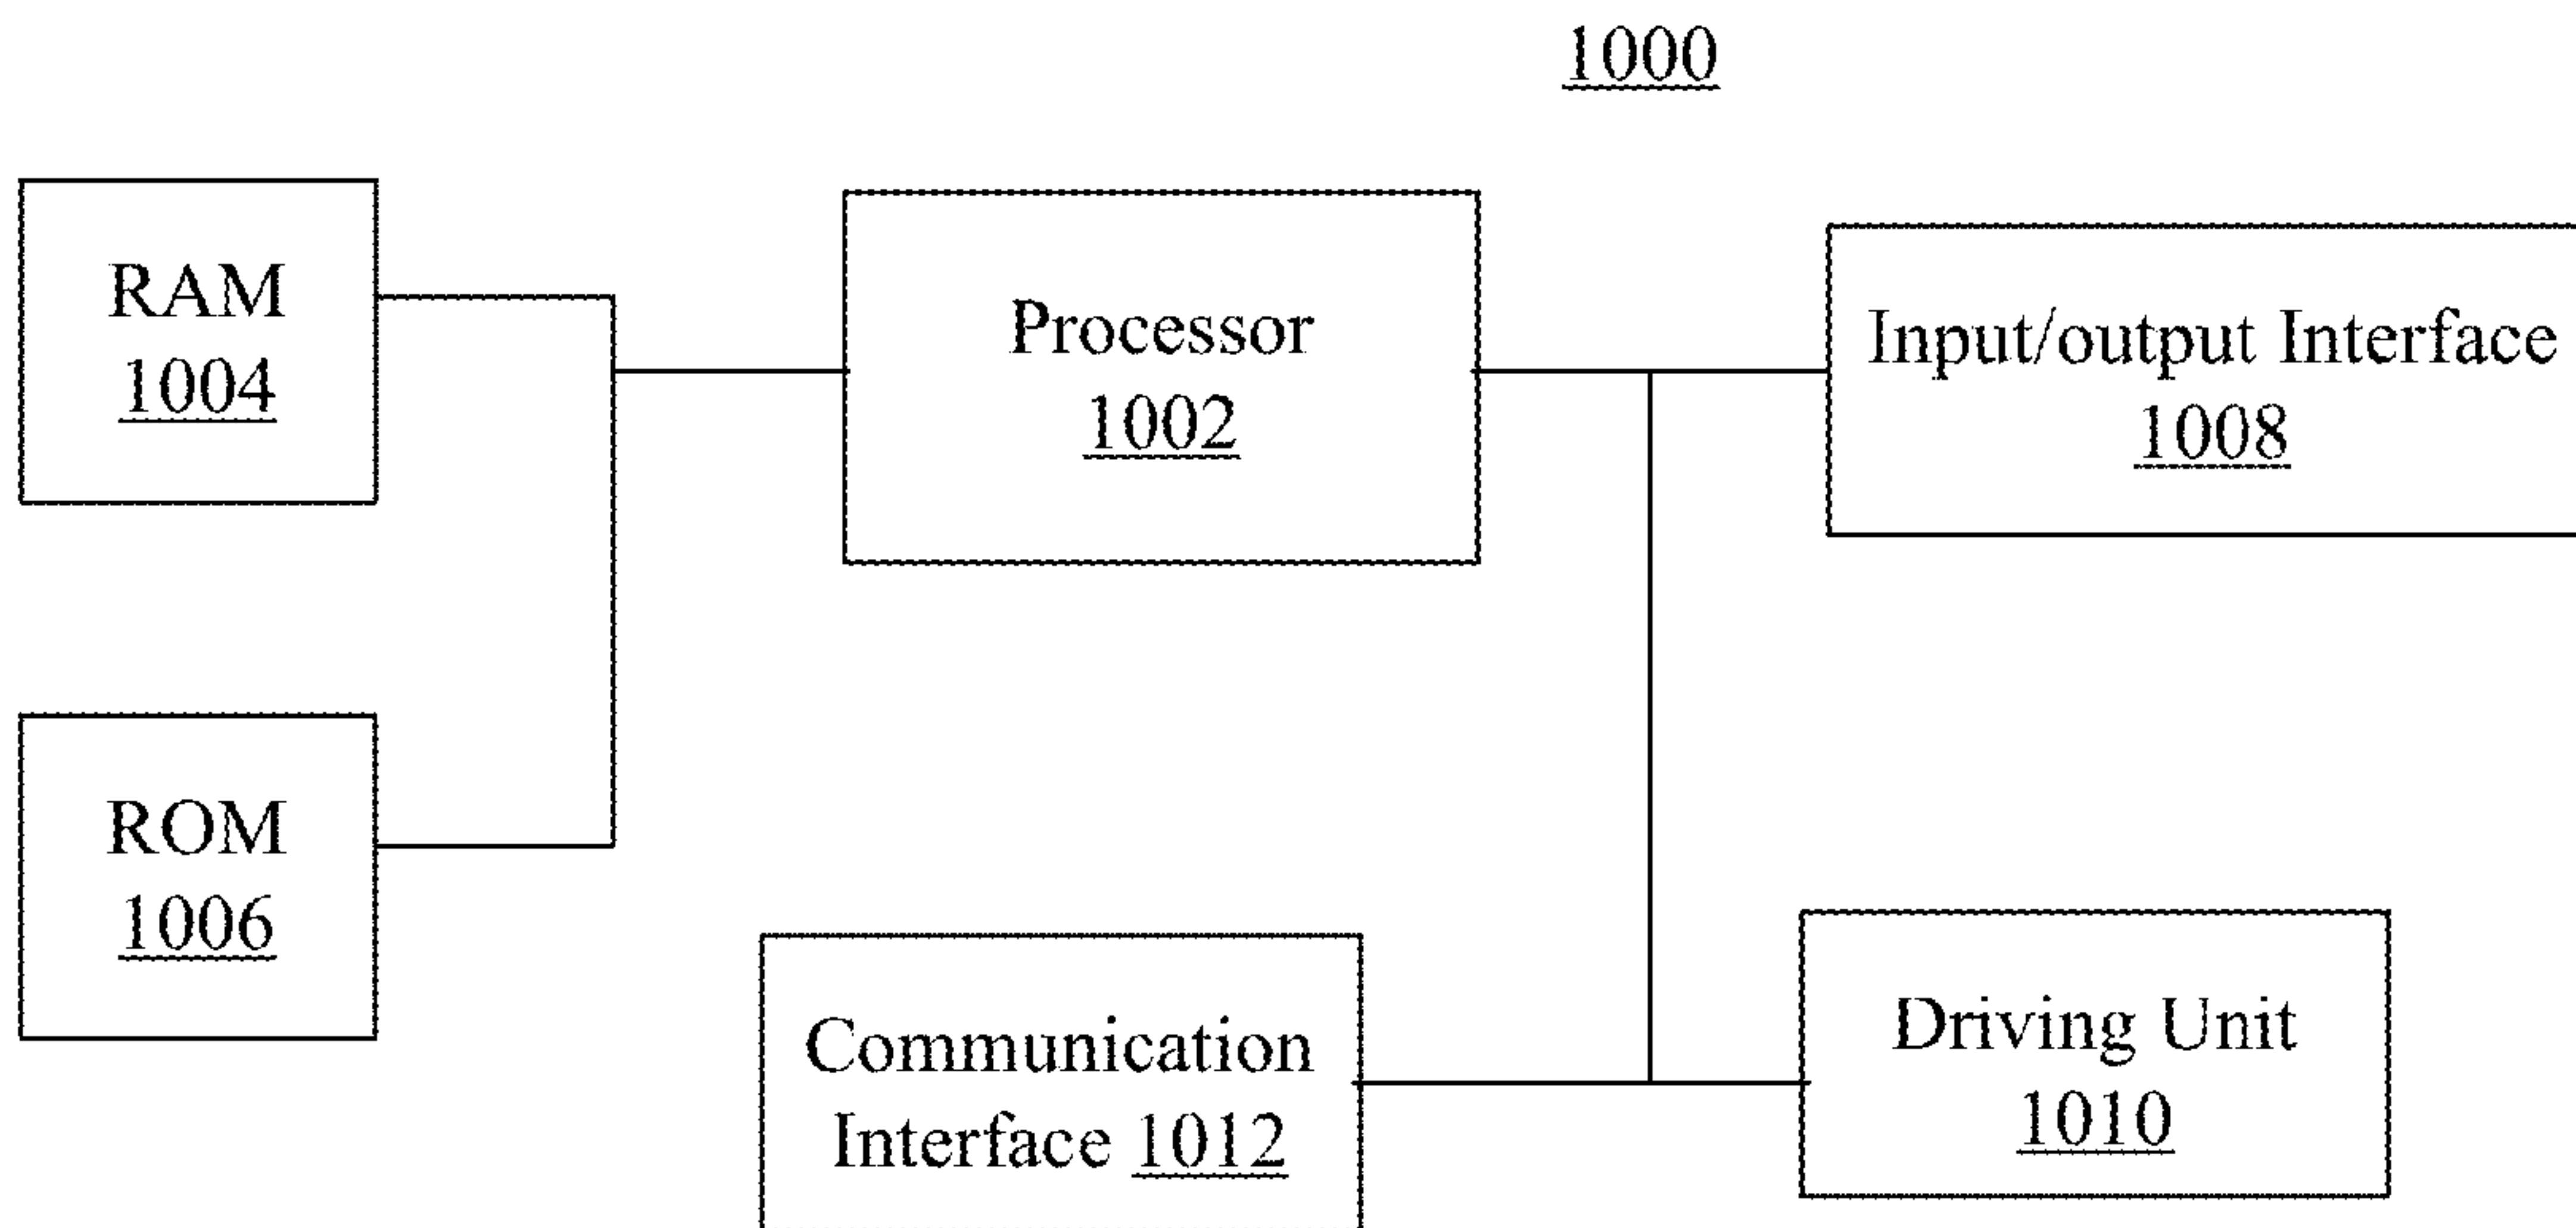 1000
RAM
1004
Processor
1002
Input/output Interface
1008
ROM
1006
Communication
Interface 1012
Driving Unit
1010